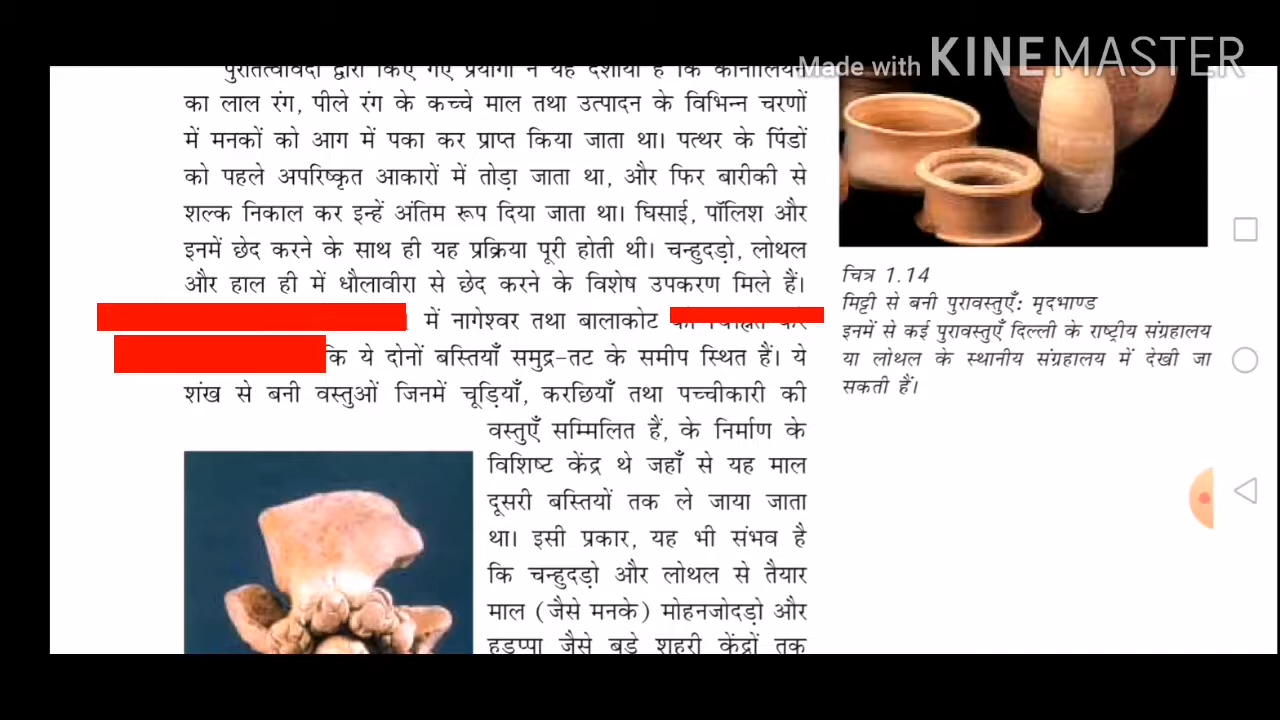 Made with KINEMASTER
पुरातत्वविदों द्वारा किए गए प्रयोगों ने यह दर्शाया है कि कार्नीलियन
का लाल रंग, पीले रंग के कच्चे माल तथा उत्पादन के विभिन्न चरणों
में मनकों को आग में पका कर प्राप्त किया जाता था। पत्थर के पिंडों
को पहले अपरिष्कृत आकारों में तोड़ा जाता था, और फिर बारीकी से
शल्क निकाल कर इन्हें अंतिम रूप दिया जाता था। घिसाई, पॉलिश और
इनमें छेद करने के साथ ही यह प्रक्रिया पूरी होती थी। चन्हुदड़ो, लोथल
और हाल ही में धौलावीरा से छेद करने के विशेष उपकरण मिले हैं।
में नागेश्वर तथा बालाकोट
कि ये दोनों बस्तियाँ समुद्र-तट के समीप स्थित हैं। ये
शंख से बनी वस्तुओं जिनमें चूड़ियाँ, करछियाँ तथा पच्चीकारी की
वस्तुएँ सम्मिलित हैं, के निर्माण के
विशिष्ट केंद्र थे जहाँ से यह माल
दूसरी बस्तियों तक ले जाया जाता
था। इसी प्रकार, यह भी संभव है
कि चन्हुदड़ो और लोथल से तैयार
माल (जैसे मनके) मोहनजोदड़ो और
हड़प्पा जैसे बड़े शहरी केंद्रों तक
चित्र 1.14
मिट्टी से बनी पुरावस्तुएँ: मृदभाण्ड
इनमें से कई पुरावस्तुएँ दिल्ली के राष्ट्रीय संग्रहालय
या लोथल के स्थानीय संग्रहालय में देखी जा
सकती हैं।